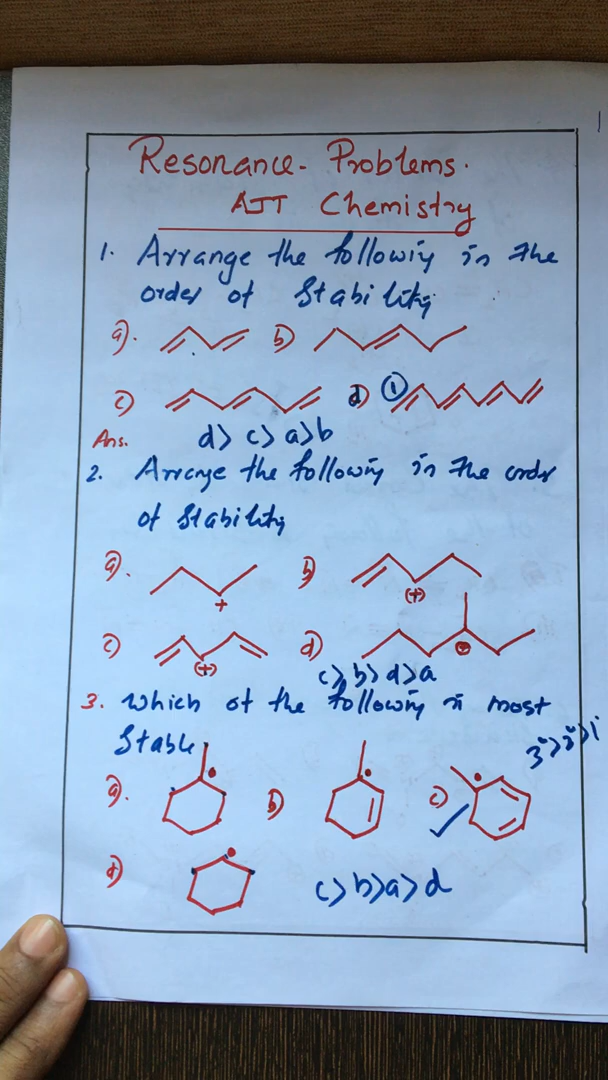 Resonance- Problems.
AJT Chemistry
1. Arrange the following in the
order of Stability
a). b)
c) d) ①
Ans. d> c> a>b
2. Arrange the following in the order
of Stability
a). b)
+ (+)
c) d)
(+) ⊕
c> b> d>a
3. Which of the following is most
Stable 3°>2°>1°
a). b) c) ✓
d) c> b>a> d